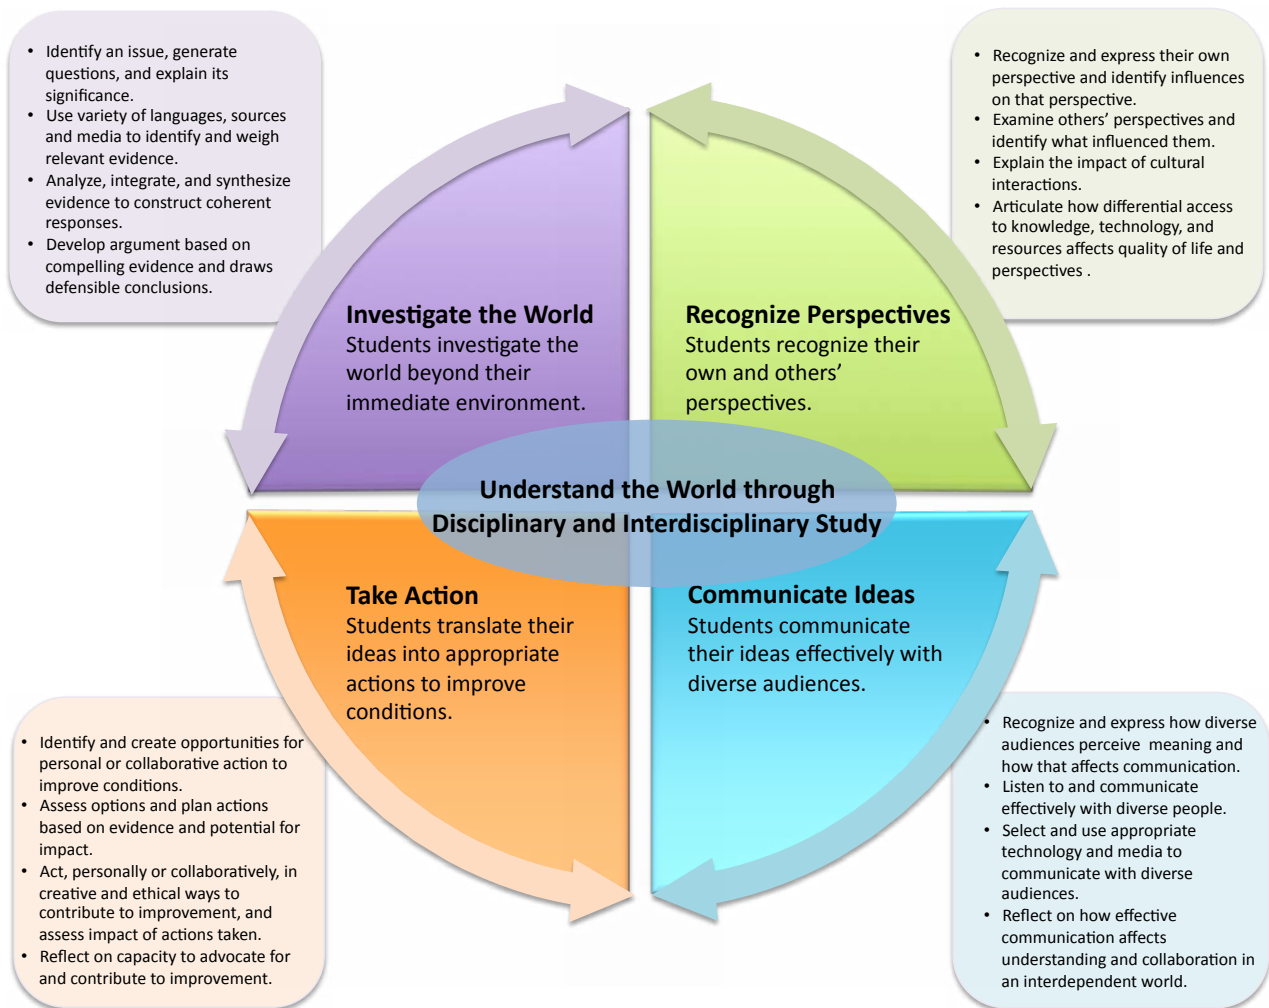 • Identify an issue, generate
questions, and explain its
significance.
• Use variety of languages, sources
and media to identify and weigh
relevant evidence.
• Analyze, integrate, and synthesize
evidence to construct coherent
responses.
• Develop argument based on
compelling evidence and draws
defensible conclusions.
• Recognize and express their own
perspective and identify influences
on that perspective.
• Examine others’ perspectives and
identify what influenced them.
• Explain the impact of cultural
interactions.
• Articulate how differential access
to knowledge, technology, and
resources affects quality of life and
perspectives .
Investigate the World
Students investigate the
world beyond their
immediate environment.
Recognize Perspectives
Students recognize their
own and others’
perspectives.
Understand the World through
Disciplinary and Interdisciplinary Study
Take Action
Students translate their
ideas into appropriate
actions to improve
conditions.
Communicate Ideas
Students communicate
their ideas effectively with
diverse audiences.
• Identify and create opportunities for
personal or collaborative action to
improve conditions.
• Assess options and plan actions
based on evidence and potential for
impact.
• Act, personally or collaboratively, in
creative and ethical ways to
contribute to improvement, and
assess impact of actions taken.
• Reflect on capacity to advocate for
and contribute to improvement.
• Recognize and express how diverse
audiences perceive meaning and
how that affects communication.
• Listen to and communicate
effectively with diverse people.
• Select and use appropriate
technology and media to
communicate with diverse
audiences.
• Reflect on how effective
communication affects
understanding and collaboration in
an interdependent world.